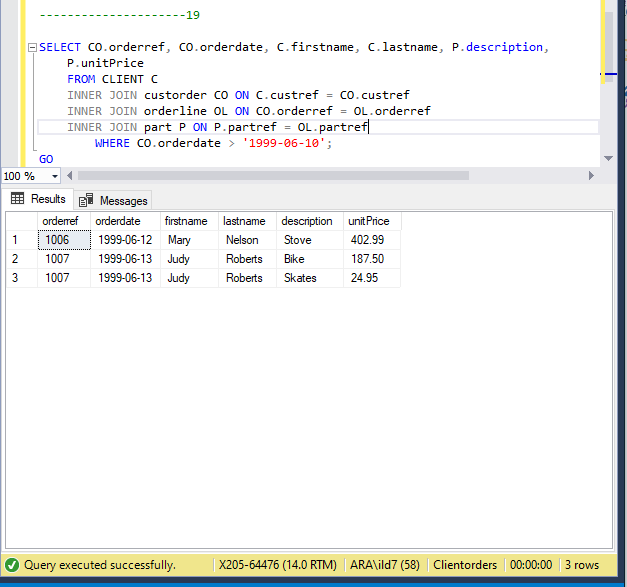 ---------------------19
SELECT CO.orderref, CO.orderdate, C.firstname, C.lastname, P.description,
P.unitPrice
FROM CLIENT C
INNER JOIN custorder CO ON C.custref = CO.custref
INNER JOIN orderline OL ON CO.orderref = OL.orderref
INNER JOIN part P ON P.partref = OL.partref
WHERE CO.orderdate > '1999-06-10';
GO
100 %
Results Messages
orderref orderdate firstname lastname description unitPrice
1 1006 1999-06-12 Mary Nelson Stove 402.99
2 1007 1999-06-13 Judy Roberts Bike 187.50
3 1007 1999-06-13 Judy Roberts Skates 24.95
Query executed successfully. X205-64476 (14.0 RTM) ARA\ild7 (58) Clientorders 00:00:00 3 rows